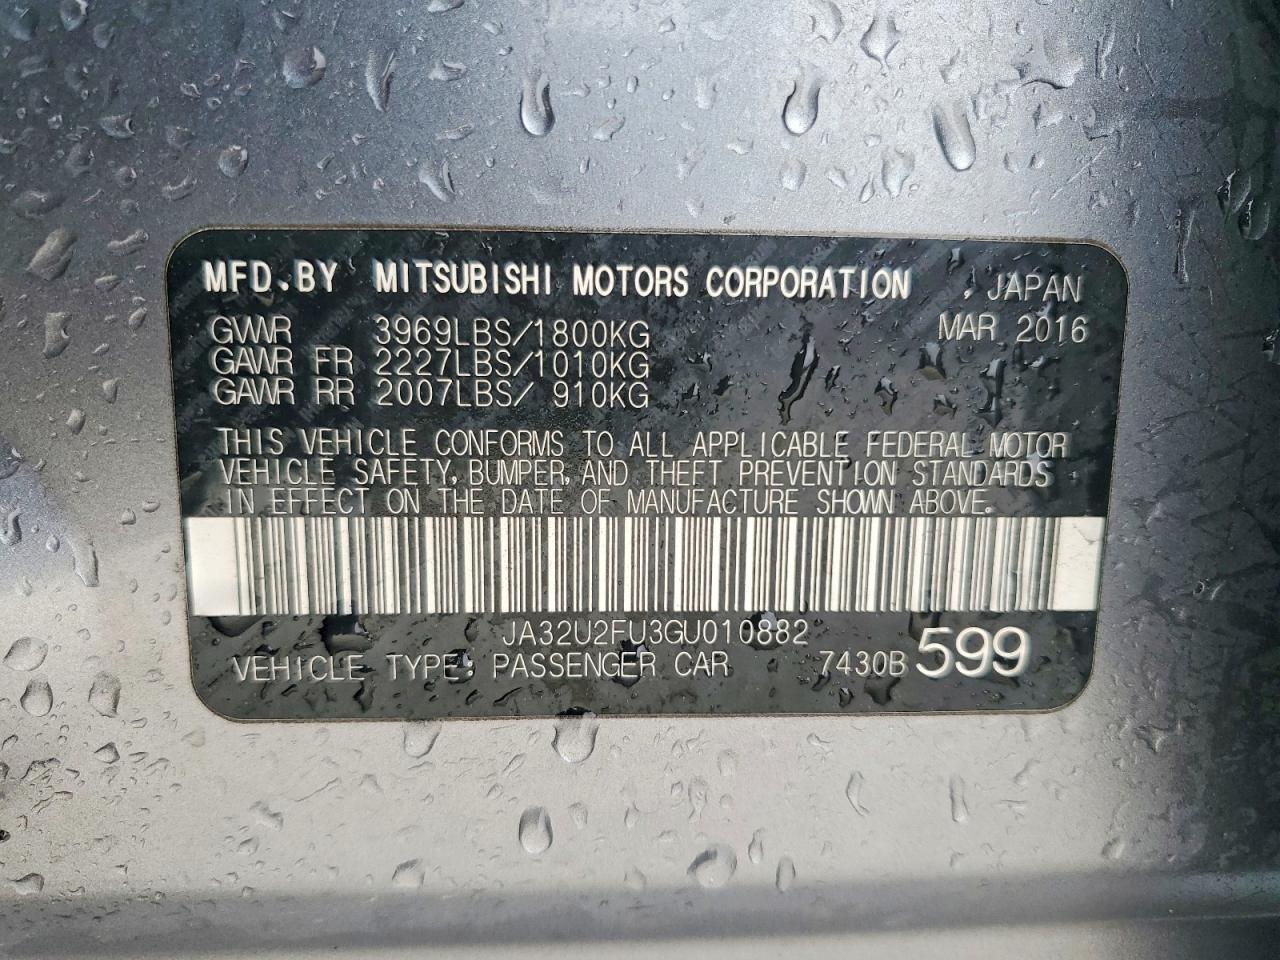 MFD.BY MITSUBISHI MOTORS CORPORATION . JAPAN
GVWR 3969LBS/1800KG MAR 2016
GAWR FR 2227LBS/1010KG
GAWR RR 2007LBS/ 910KG
THIS VEHICLE CONFORMS TO ALL APPLICABLE FEDERAL MOTOR
VEHICLE SAFETY, BUMPER, AND THEFT PREVENTION STANDARDS
IN EFFECT ON THE DATE OF MANUFACTURE SHOWN ABOVE.
JA32U2FU3GU010882
VEHICLE TYPE: PASSENGER CAR 7430B 599